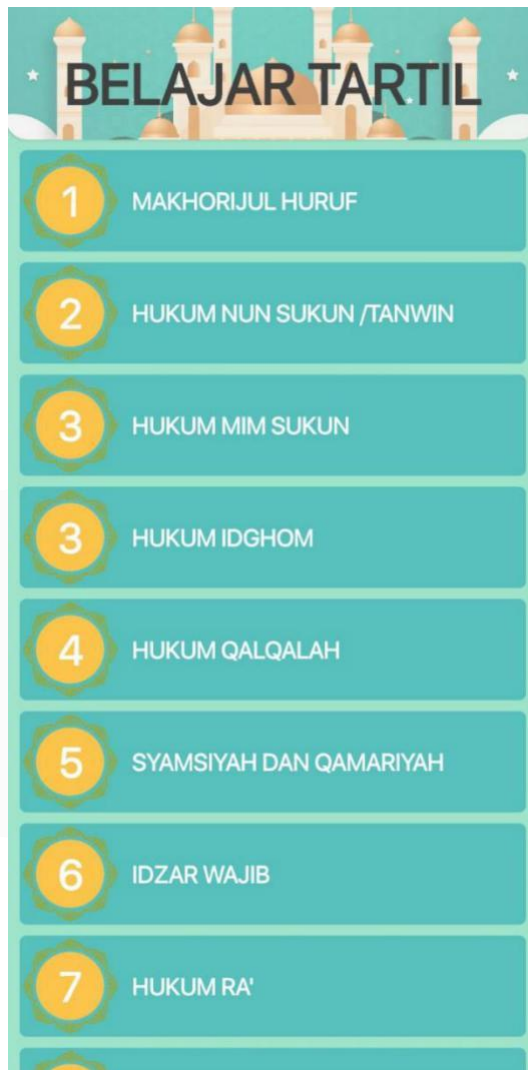 BELAJAR TARTIL
1 MAKHORIJUL HURUF
2 HUKUM NUN SUKUN /TANWIN
3 HUKUM MIM SUKUN
3 HUKUM IDGHOM
4 HUKUM QALQALAH
5 SYAMSIYAH DAN QAMARIYAH
6 IDZAR WAJIB
7 HUKUM RA'